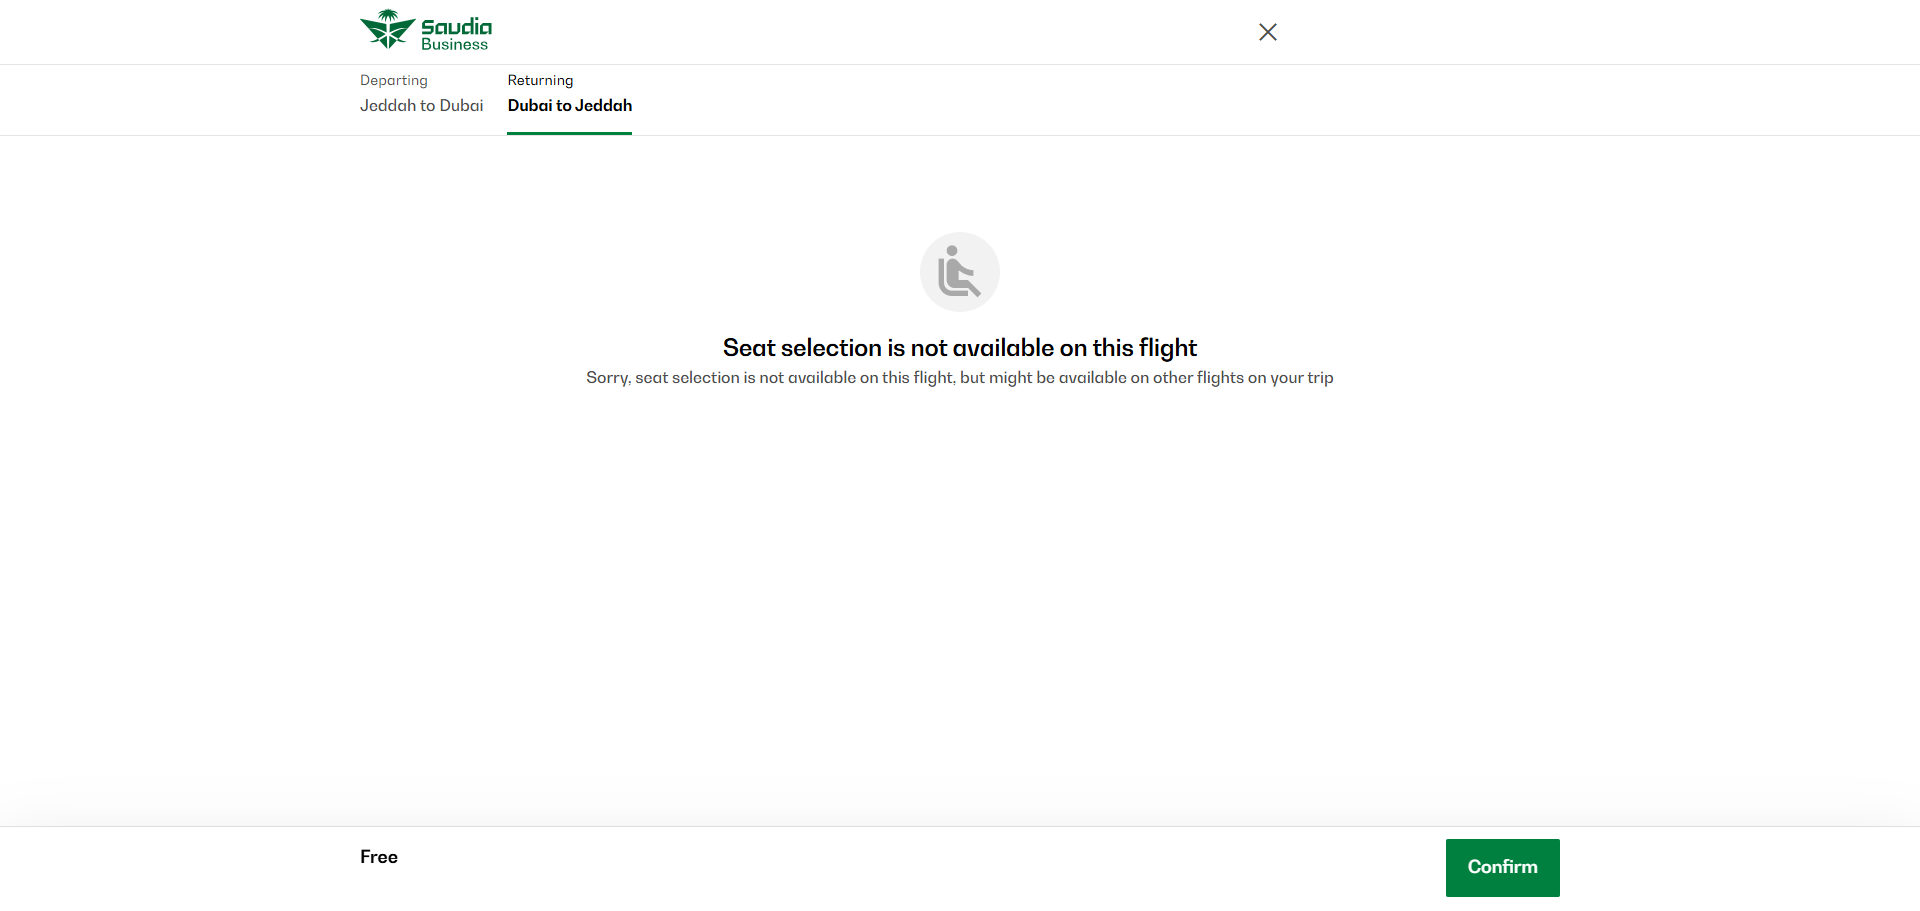 Saudia
Business
Departing
Jeddah to Dubai
Returning
Dubai to Jeddah
Seat selection is not available on this flight
Sorry, seat selection is not available on this flight, but might be available on other flights on your trip
Free
Confirm